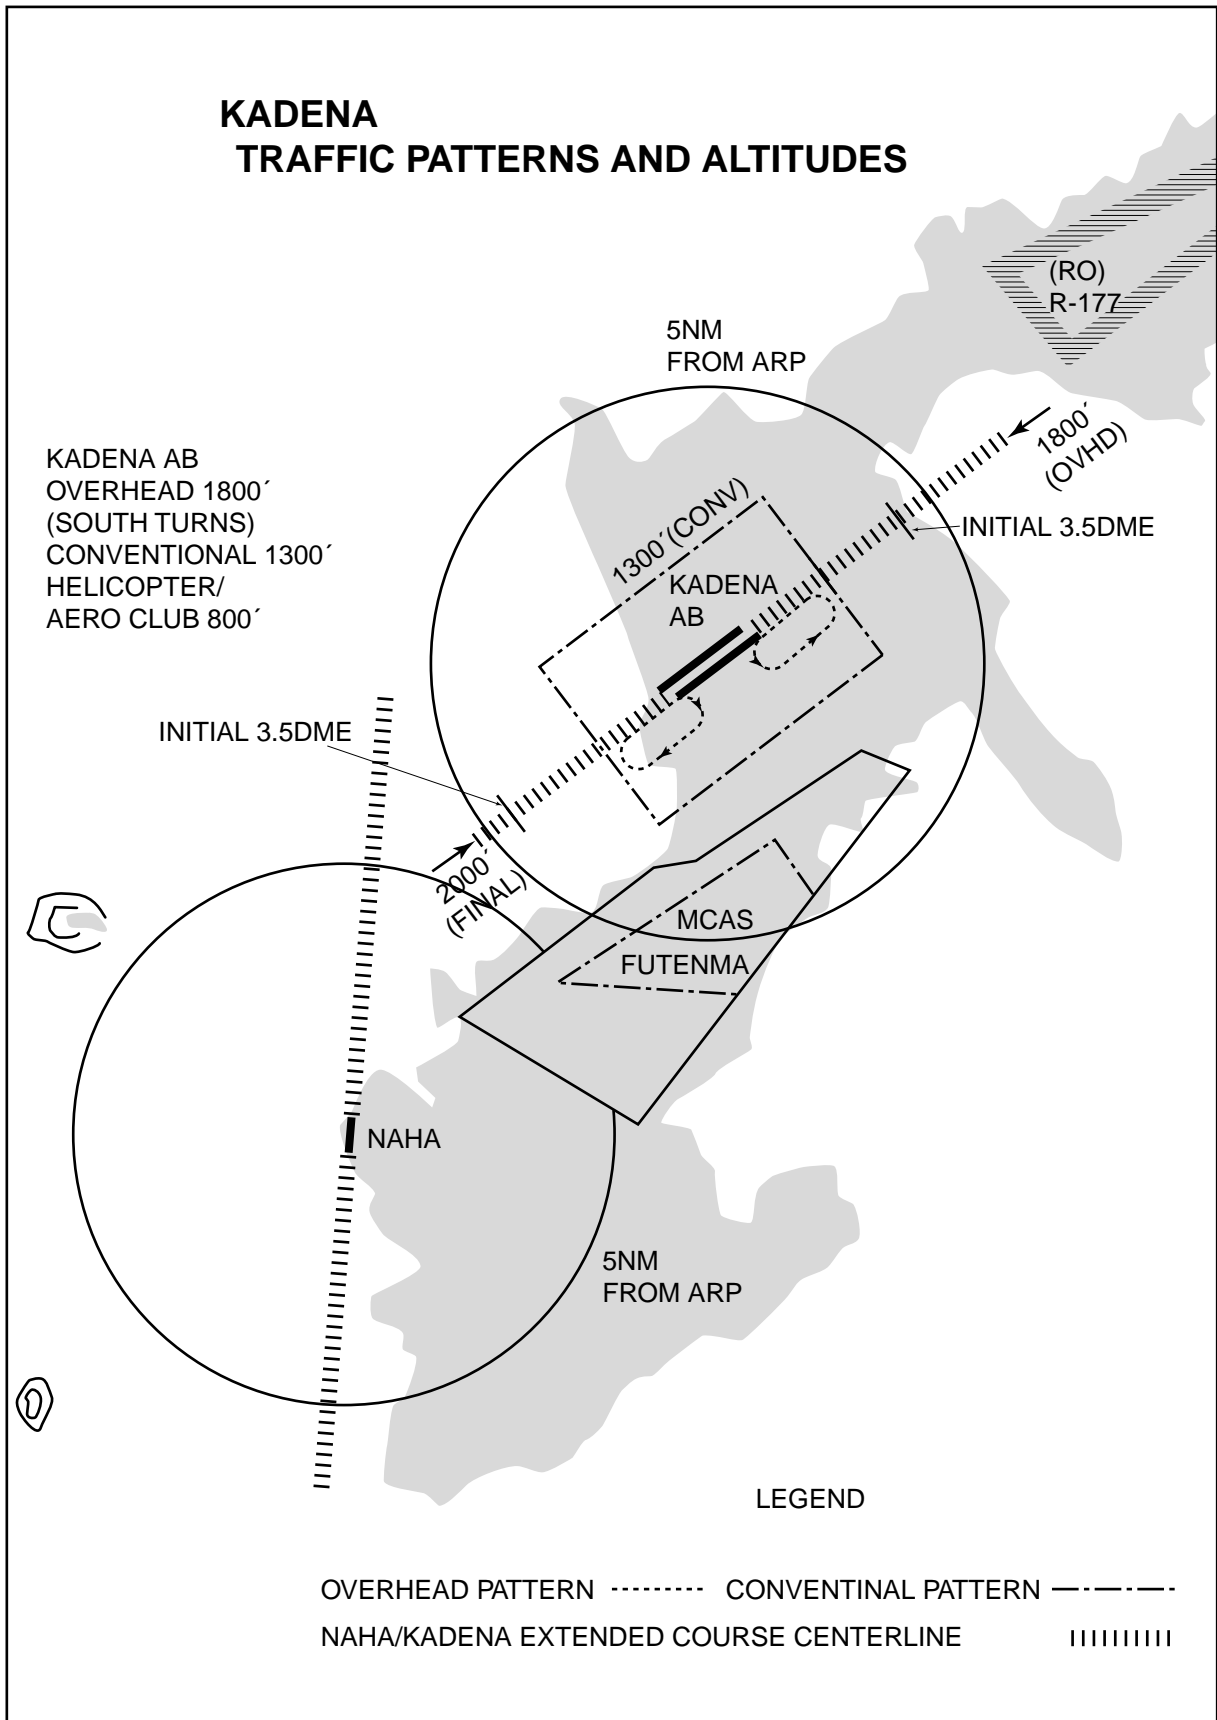 KADENA
TRAFFIC PATTERNS AND ALTITUDES
(RO)
R-177
5NM
FROM ARP
1800´
(OVHD)
KADENA AB
OVERHEAD 1800´
(SOUTH TURNS)
CONVENTIONAL 1300´
HELICOPTER/
AERO CLUB 800´
1300´(CONV)
INITIAL 3.5DME
KADENA
AB
INITIAL 3.5DME
2000´
(FINAL)
MCAS
FUTENMA
NAHA
5NM
FROM ARP
LEGEND
OVERHEAD PATTERN
CONVENTINAL PATTERN
NAHA/KADENA EXTENDED COURSE CENTERLINE